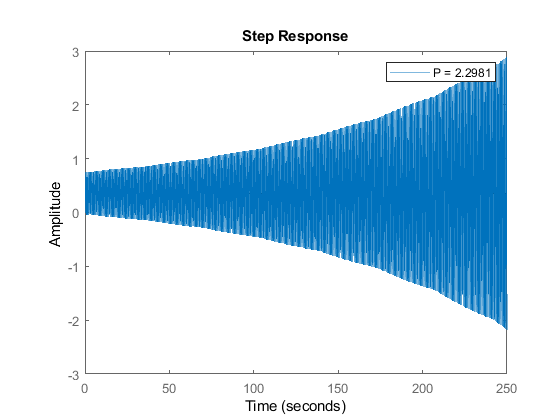 Step Response
P = 2.2981
Amplitude
3
2
1
0
-1
-2
-3
0 50 100 150 200 250
Time (seconds)